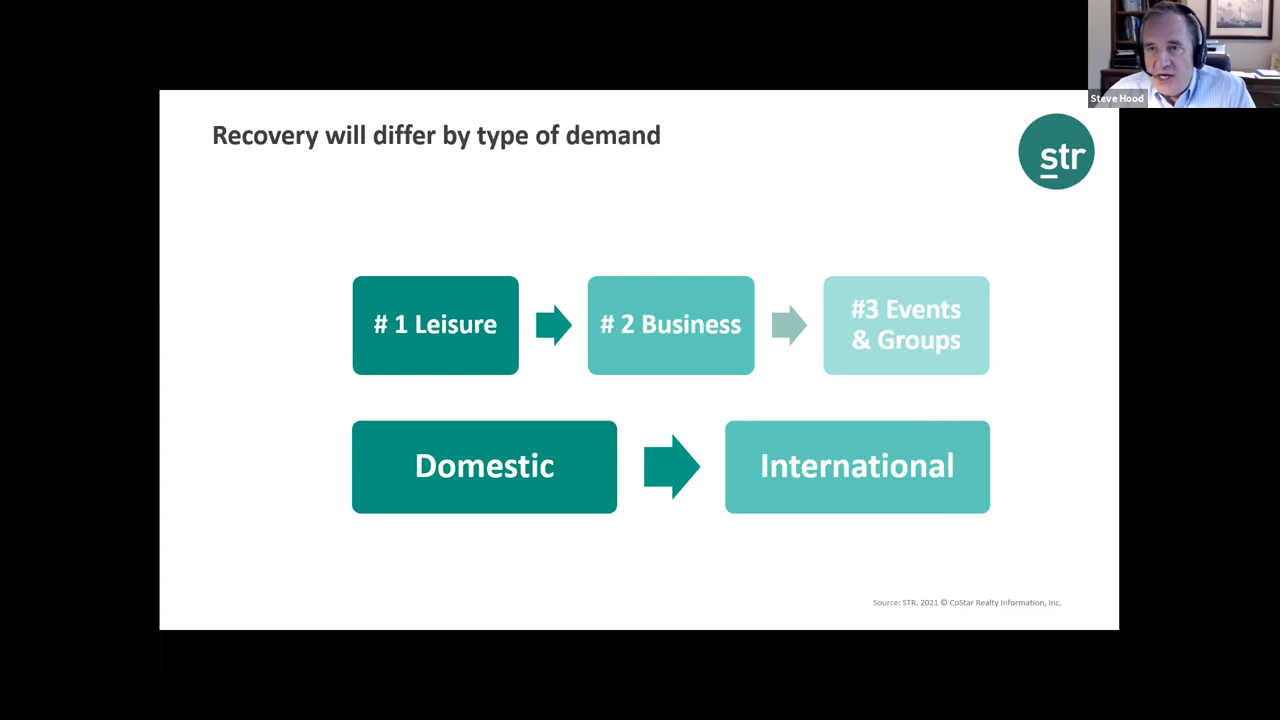 Steve Hood
Recovery will differ by type of demand
str
# 1 Leisure
# 2 Business
#3 Events
& Groups
Domestic
International
Source: STR. 2021 © CoStar Realty Information, Inc.